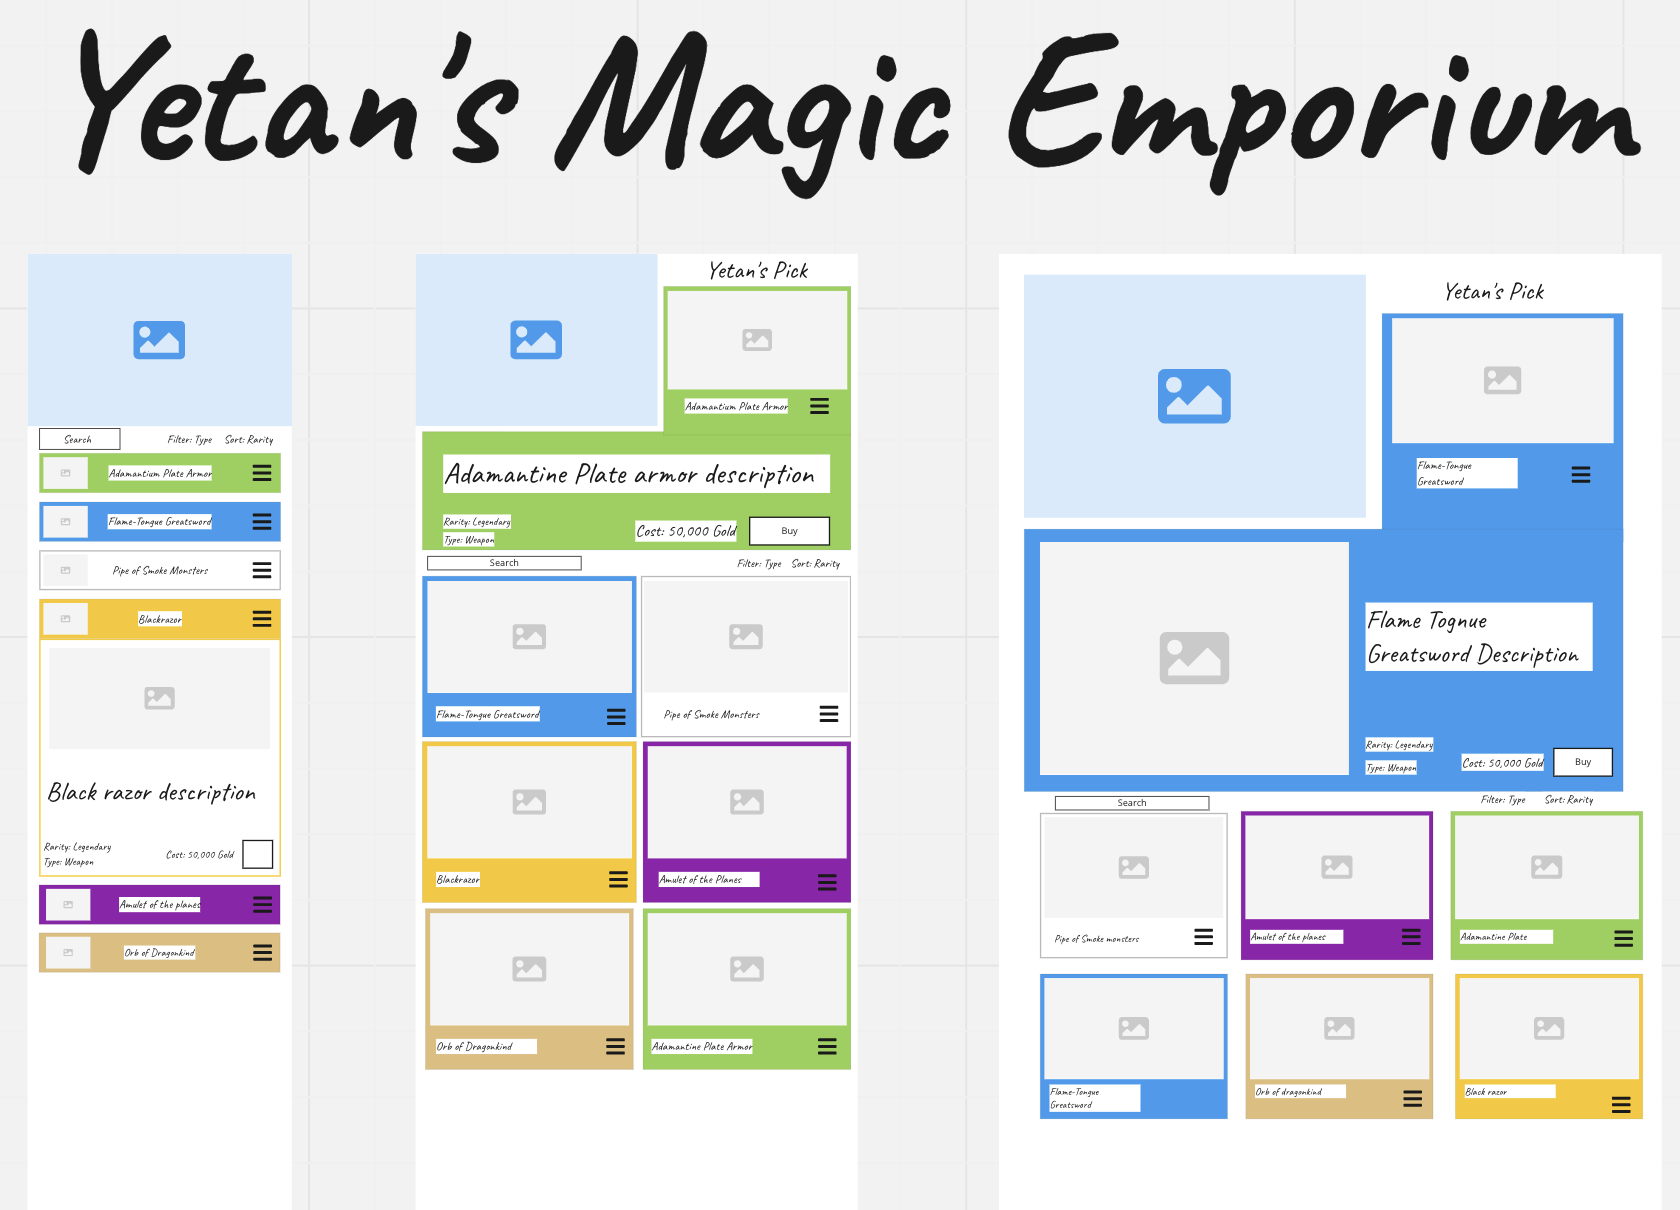 Yetan's Magic Emporium
Search
Filter: Type
Sort: Rarity
Adamantium Plate Armor
Flame-Tongue Greatsword
Pipe of Smoke Monsters
Blackrazor
Black razor description
Rarity: Legendary
Type: Weapon
Cost: 50,000 Gold
Amulet of the planes
Orb of Dragonkind
Yetan's Pick
Adamantium Plate Armor
Adamantine Plate armor description
Rarity: Legendary
Type: Weapon
Cost: 50,000 Gold
Buy
Search
Filter: Type
Sort: Rarity
Flame-Tongue Greatsword
Pipe of Smoke Monsters
Blackrazor
Amulet of the Planes
Orb of Dragonkind
Adamantine Plate Armor
Yetan's Pick
Flame-Tongue
Greatsword
Flame Tognue
Greatsword Description
Rarity: Legendary
Type: Weapon
Cost: 50,000 Gold
Buy
Search
Filter: Type
Sort: Rarity
Pipe of Smoke monsters
Amulet of the planes
Adamantine Plate
Flame-Tongue
Greatsword
Orb of dragonkind
Black razor